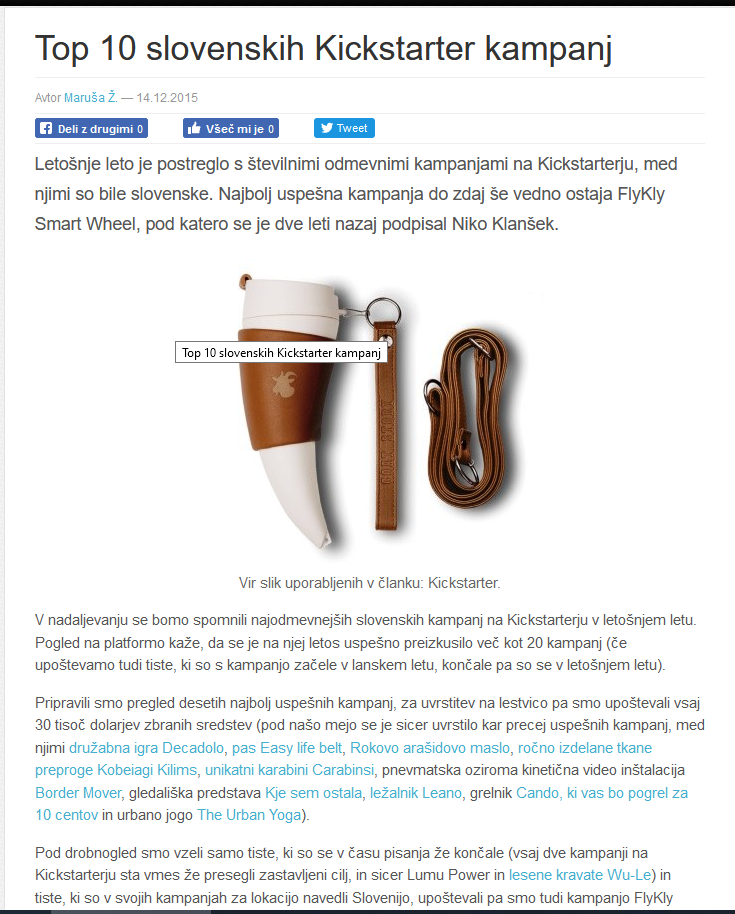 Top 10 slovenskih Kickstarter kampanj
Avtor Maruša Ž. — 14.12.2015
Deli z drugimi 0
Všeč mi je 0
Tweet
Letošnje leto je postreglo s številnimi odmevnimi kampanjami na Kickstarterju, med
njimi so bile slovenske. Najbolj uspešna kampanja do zdaj še vedno ostaja FlyKly
Smart Wheel, pod katero se je dve leti nazaj podpisal Niko Klanšek.
Top 10 slovenskih Kickstarter kampanj
GOAT STORY
Vir slik uporabljenih v članku: Kickstarter.
V nadaljevanju se bomo spomnili najodmevnejših slovenskih kampanj na Kickstarterju v letošnjem letu.
Pogled na platformo kaže, da se je na njej letos uspešno preizkusilo več kot 20 kampanj (če
upoštevamo tudi tiste, ki so s kampanjo začele v lanskem letu, končale pa so se v letošnjem letu).
Pripravili smo pregled desetih najbolj uspešnih kampanj, za uvrstitev na lestvico pa smo upoštevali vsaj
30 tisoč dolarjev zbranih sredstev (pod našo mejo se je sicer uvrstilo kar precej uspešnih kampanj, med
njimi družabna igra Decadolo, pas Easy life belt, Rokovo arašidovo maslo, ročno izdelane tkane
preproge Kobeiagi Kilims, unikatni karabini Carabinsi, pnevmatska oziroma kinetična video inštalacija
Border Mover, gledališka predstava Kje sem ostala, ležalnik Leano, grelnik Cando, ki vas bo pogrel za
10 centov in urbano jogo The Urban Yoga).
Pod drobnogled smo vzeli samo tiste, ki so se v času pisanja že končale (vsaj dve kampanji na
Kickstarterju sta vmes že presegli zastavljeni cilj, in sicer Lumu Power in lesene kravate Wu-Le) in
tiste, ki so v svojih kampanjah za lokacijo navedli Slovenijo, upoštevali pa smo tudi kampanjo FlyKly